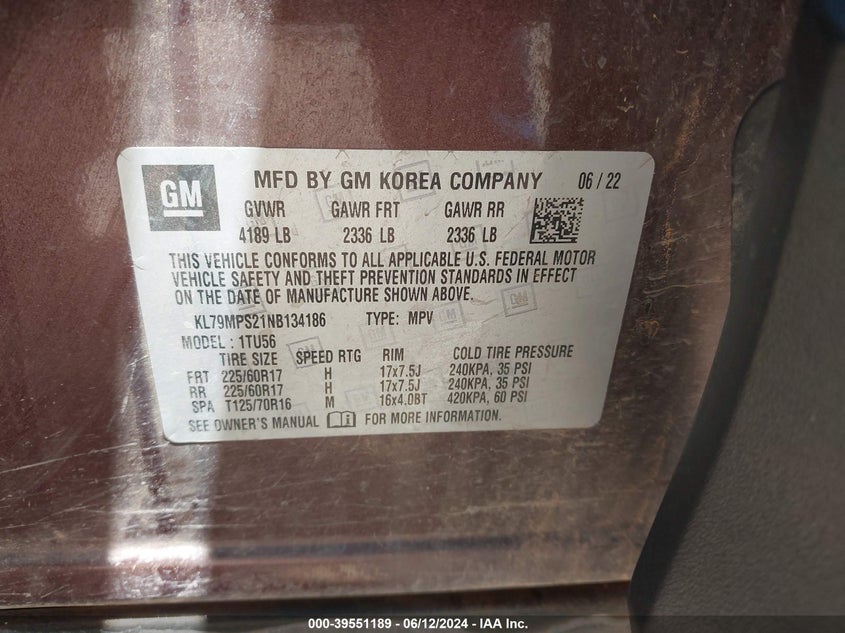 GM MFD BY GM KOREA COMPANY 06 / 22
GVWR GAWR FRT GAWR RR
4189 LB 2336 LB 2336 LB
THIS VEHICLE CONFORMS TO ALL APPLICABLE U.S. FEDERAL MOTOR
VEHICLE SAFETY AND THEFT PREVENTION STANDARDS IN EFFECT
ON THE DATE OF MANUFACTURE SHOWN ABOVE.
KL79MPS21NB134186 TYPE: MPV
MODEL : 1TU56
TIRE SIZE SPEED RTG RIM COLD TIRE PRESSURE
FRT 225/60R17 H 17x7.5J 240KPA, 35 PSI
RR 225/60R17 H 17x7.5J 240KPA, 35 PSI
SPA T125/70R16 M 16x4.0BT 420KPA, 60 PSI
SEE OWNER'S MANUAL FOR MORE INFORMATION.
000-39551189 - 06/12/2024 - IAA Inc.